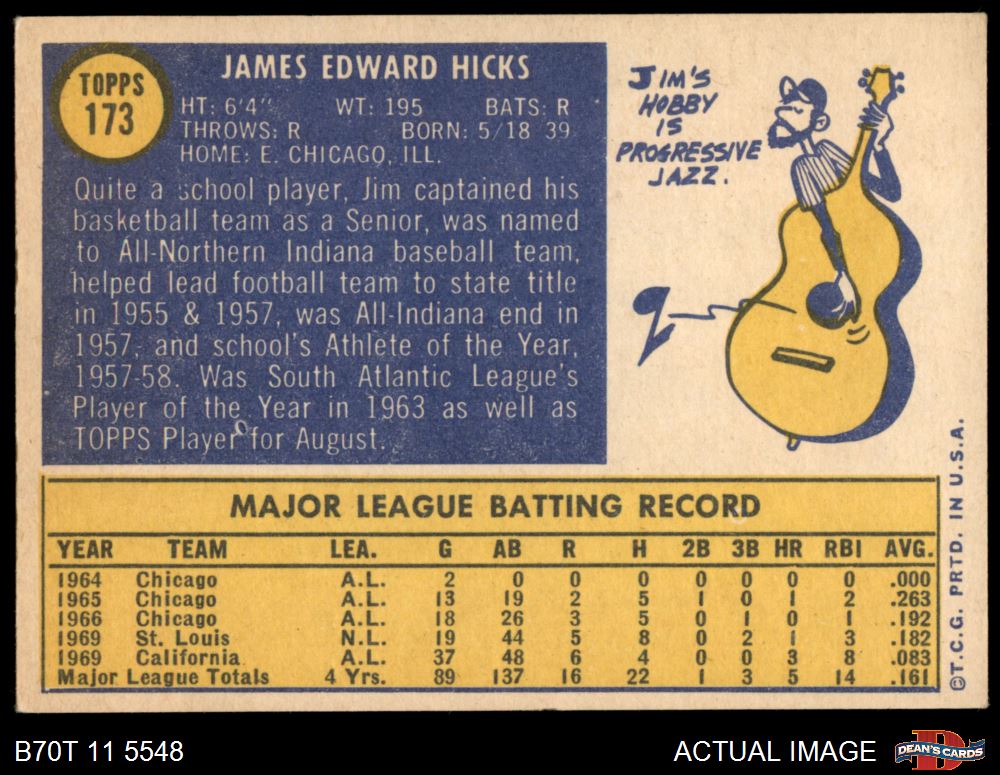 TOPPS
173
JAMES EDWARD HICKS
HT: 6'4" WT: 195 BATS: R
THROWS: R BORN: 5/18 39
HOME: E. CHICAGO, ILL.
Quite a school player, Jim captained his
basketball team as a Senior, was named
to All-Northern Indiana baseball team,
helped lead football team to state title
in 1955 & 1957, was All-Indiana end in
1957, and school's Athlete of the Year,
1957-58. Was South Atlantic League's
Player of the Year in 1963 as well as
TOPPS Player for August.
JIM'S
HOBBY
IS
PROGRESSIVE
JAZZ.
MAJOR LEAGUE BATTING RECORD
YEAR TEAM LEA. G AB R H 2B 3B HR RBI AVG.
1964 Chicago A.L. 2 0 0 0 0 0 0 0 .000
1965 Chicago A.L. 13 19 2 5 1 0 1 2 .263
1966 Chicago A.L. 18 26 3 5 0 1 0 1 .192
1969 St. Louis N.L. 19 44 5 8 0 2 1 3 .182
1969 California A.L. 37 48 6 4 0 0 3 8 .083
Major League Totals 4 Yrs. 89 137 16 22 1 3 5 14 .161
©T.C.G. PRTD. IN U.S.A.
B70T 11 5548
ACTUAL IMAGE
DEAN'S CARDS